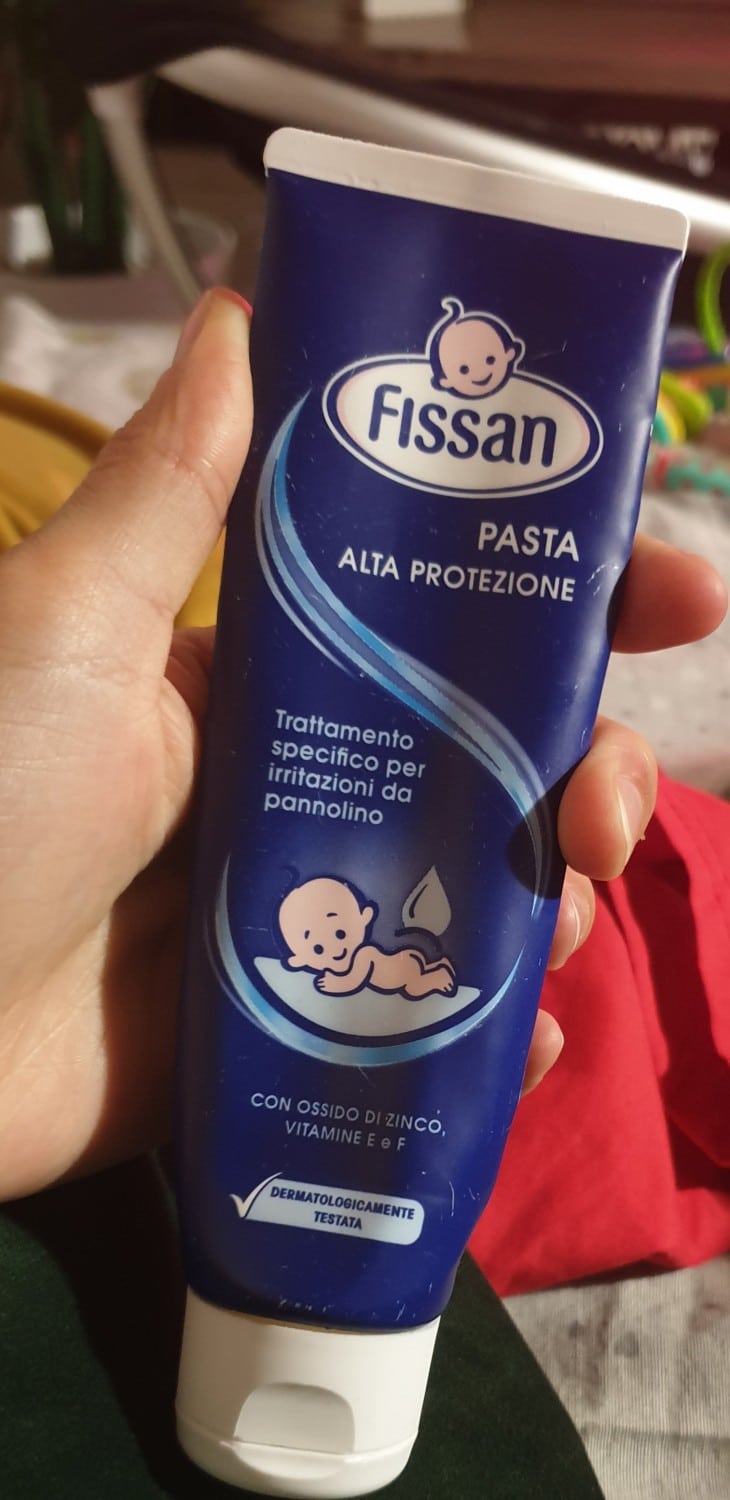 Fissan
PASTA
ALTA PROTEZIONE
Trattamento
specifico per
irritazioni da
pannolino
CON OSSIDO DI ZINCO,
VITAMINE E e F
DERMATOLOGICAMENTE
TESTATA